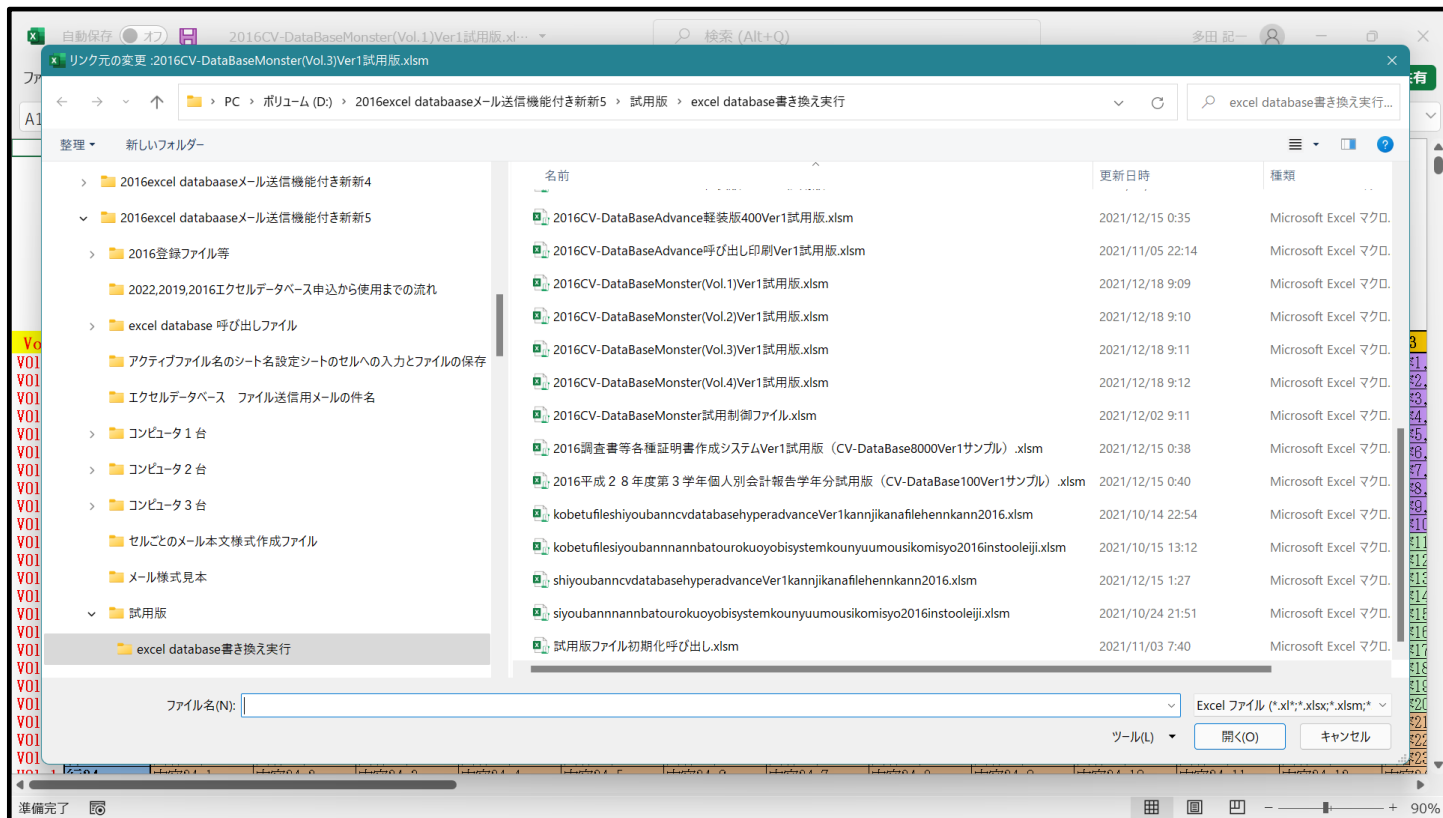 自動保存 オフ 2016CV-DataBaseMonster(Vol.1)Ver1試用版.xl… 検索 (Alt+Q) 多田 記一
リンク元の変更 :2016CV-DataBaseMonster(Vol.3)Ver1試用版.xlsm
PC › ボリューム (D:) › 2016excel databaaseメール送信機能付き新新5 › 試用版 › excel database書き換え実行
excel database書き換え実行...
整理 新しいフォルダー
名前 更新日時 種類
2016excel databaaseメール送信機能付き新新4
2016excel databaaseメール送信機能付き新新5
2016登録ファイル等
2022,2019,2016エクセルデータベース申込から使用までの流れ
excel database 呼び出しファイル
アクティブファイル名のシート名設定シートのセルへの入力とファイルの保存
エクセルデータベース　ファイル送信用メールの件名
コンピュータ１台
コンピュータ２台
コンピュータ３台
セルごとのメール本文様式作成ファイル
メール様式見本
試用版
excel database書き換え実行
2016CV-DataBaseAdvance軽装版400Ver1試用版.xlsm 2021/12/15 0:35 Microsoft Excel マクロ.
2016CV-DataBaseAdvance呼び出し印刷Ver1試用版.xlsm 2021/11/05 22:14 Microsoft Excel マクロ.
2016CV-DataBaseMonster(Vol.1)Ver1試用版.xlsm 2021/12/18 9:09 Microsoft Excel マクロ.
2016CV-DataBaseMonster(Vol.2)Ver1試用版.xlsm 2021/12/18 9:10 Microsoft Excel マクロ.
2016CV-DataBaseMonster(Vol.3)Ver1試用版.xlsm 2021/12/18 9:11 Microsoft Excel マクロ.
2016CV-DataBaseMonster(Vol.4)Ver1試用版.xlsm 2021/12/18 9:12 Microsoft Excel マクロ.
2016CV-DataBaseMonster試用制御ファイル.xlsm 2021/12/02 9:11 Microsoft Excel マクロ.
2016調査書等各種証明書作成システムVer1試用版（CV-DataBase8000Ver1サンプル）.xlsm 2021/12/15 0:38 Microsoft Excel マクロ.
2016平成２８年度第３学年個人別会計報告学年分試用版（CV-DataBase100Ver1サンプル）.xlsm 2021/12/15 0:40 Microsoft Excel マクロ.
kobetufileshiyoubanncvdatabasehyperadvanceVer1kannjikanafilehennkann2016.xlsm 2021/10/14 22:54 Microsoft Excel マクロ.
kobetufilesiyoubannnannbatourokuoyobisystemkounyuumousikomisyo2016instooleiji.xlsm 2021/10/15 13:12 Microsoft Excel マクロ.
shiyoubanncvdatabasehyperadvanceVer1kannjikanafilehennkann2016.xlsm 2021/12/15 1:27 Microsoft Excel マクロ.
siyoubannnannbatourokuoyobisystemkounyuumousikomisyo2016instooleiji.xlsm 2021/10/24 21:51 Microsoft Excel マクロ.
試用版ファイル初期化呼び出し.xlsm 2021/11/03 7:40 Microsoft Excel マクロ.
ファイル名(N): Excel ファイル (*.xl*;*.xlsx;*.xlsm;*
ツール(L) 開く(O) キャンセル
準備完了 90%